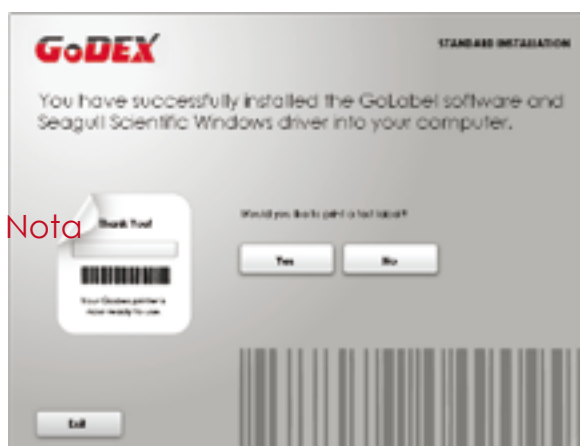 GoDEX
STANDARD INSTALLATION
You have successfully installed the GoLabel software and
Seagull Scientific Windows driver into your computer.
Nota
Thank You!
Would you like to print a test label?
Your Godex printer is
now ready to use
Yes
No
Exit